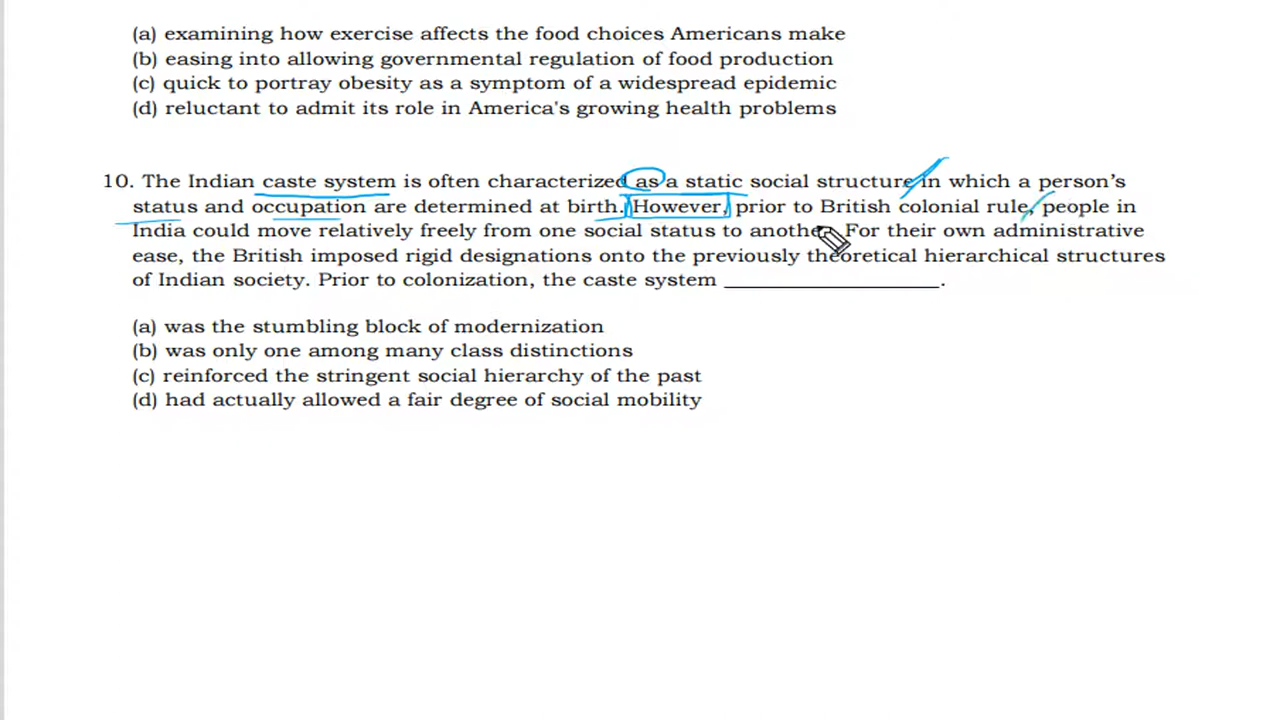 (a) examining how exercise affects the food choices Americans make
(b) easing into allowing governmental regulation of food production
(c) quick to portray obesity as a symptom of a widespread epidemic
(d) reluctant to admit its role in America's growing health problems
10. The Indian caste system is often characterized as a static social structure in which a person's
status and occupation are determined at birth. However, prior to British colonial rule, people in
India could move relatively freely from one social status to another. For their own administrative
ease, the British imposed rigid designations onto the previously theoretical hierarchical structures
of Indian society. Prior to colonization, the caste system ____________________.
(a) was the stumbling block of modernization
(b) was only one among many class distinctions
(c) reinforced the stringent social hierarchy of the past
(d) had actually allowed a fair degree of social mobility